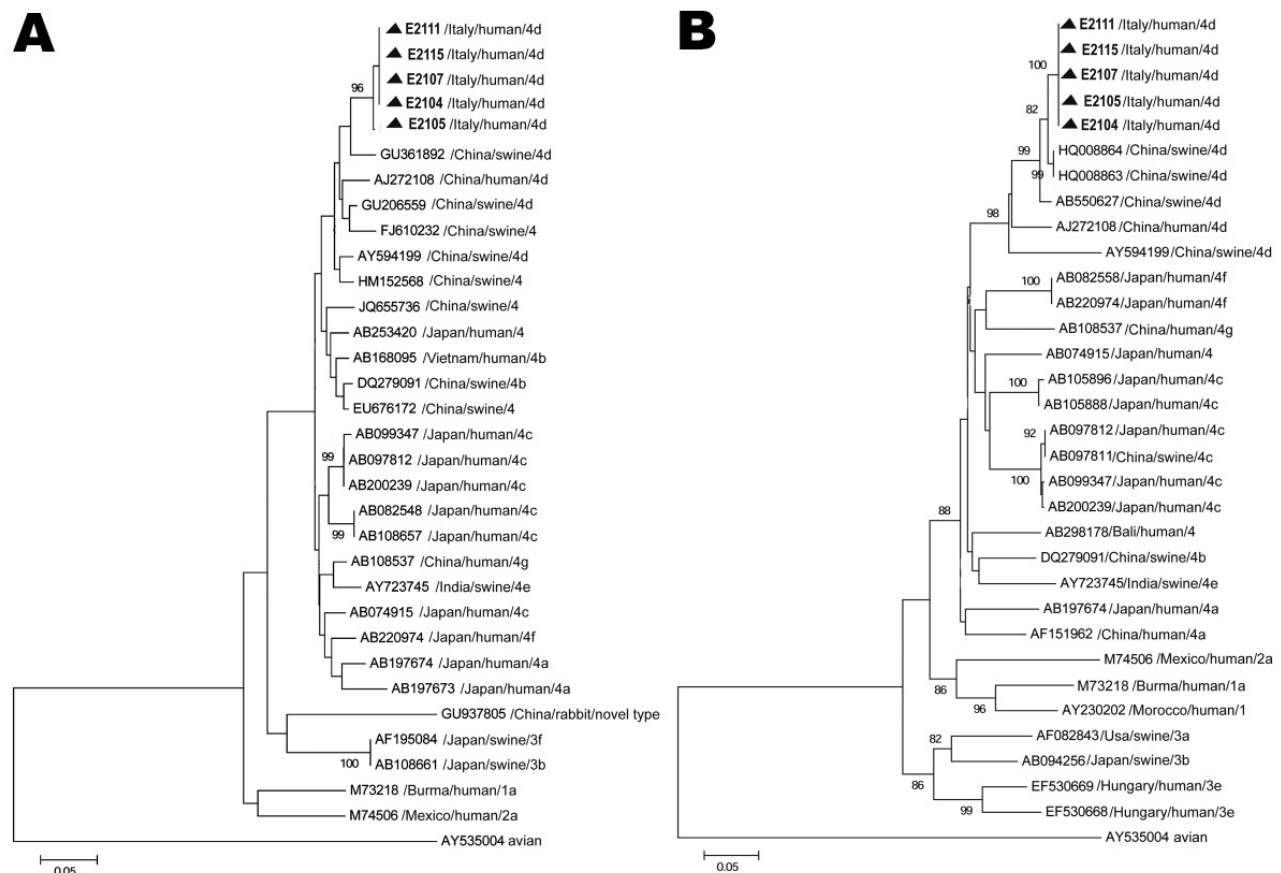 A
E2111 /Italy/human/4d
E2115 /Italy/human/4d
E2107 /Italy/human/4d
96
E2104 /Italy/human/4d
E2105 /Italy/human/4d
GU361892 /China/swine/4d
AJ272108 /China/human/4d
GU206559 /China/swine/4d
FJ610232 /China/swine/4
AY594199 /China/swine/4d
HM152568 /China/swine/4
JQ655736 /China/swine/4
AB253420 /Japan/human/4
AB168095 /Vietnam/human/4b
DQ279091 /China/swine/4b
EU676172 /China/swine/4
AB099347 /Japan/human/4c
99
AB097812 /Japan/human/4c
AB200239 /Japan/human/4c
AB082548 /Japan/human/4c
99
AB108657 /Japan/human/4c
AB108537 /China/human/4g
AY723745 /India/swine/4e
AB074915 /Japan/human/4c
AB220974 /Japan/human/4f
AB197674 /Japan/human/4a
AB197673 /Japan/human/4a
GU937805 /China/rabbit/novel type
AF195084 /Japan/swine/3f
100
AB108661 /Japan/swine/3b
M73218 /Burma/human/1a
M74506 /Mexico/human/2a
AY535004 avian
0.05
B
E2111 /Italy/human/4d
E2115 /Italy/human/4d
100
E2107 /Italy/human/4d
E2105 /Italy/human/4d
82
E2104 /Italy/human/4d
99
HQ008864 /China/swine/4d
99
HQ008863 /China/swine/4d
AB550627/China/swine/4d
98
AJ272108 /China/human/4d
AY594199 /China/swine/4d
AB082558/Japan/human/4f
100
AB220974/Japan/human/4f
AB108537 /China/human/4g
AB074915 /Japan/human/4
AB105896 /Japan/human/4c
100
AB105888 /Japan/human/4c
AB097812 /Japan/human/4c
92
AB097811/China/swine/4c
100
AB099347/Japan/human/4c
AB200239/Japan/human/4c
88
AB298178/Bali/human/4
DQ279091/China/swine/4b
AY723745/India/swine/4e
AB197674 /Japan/human/4a
AF151962 /China/human/4a
M74506 /Mexico/human/2a
86
M73218 /Burma/human/1a
96
AY230202 /Morocco/human/1
82
AF082843/Usa/swine/3a
AB094256 /Japan/swine/3b
86
EF530669 /Hungary/human/3e
99
EF530668 /Hungary/human/3e
AY535004 avian
0.05